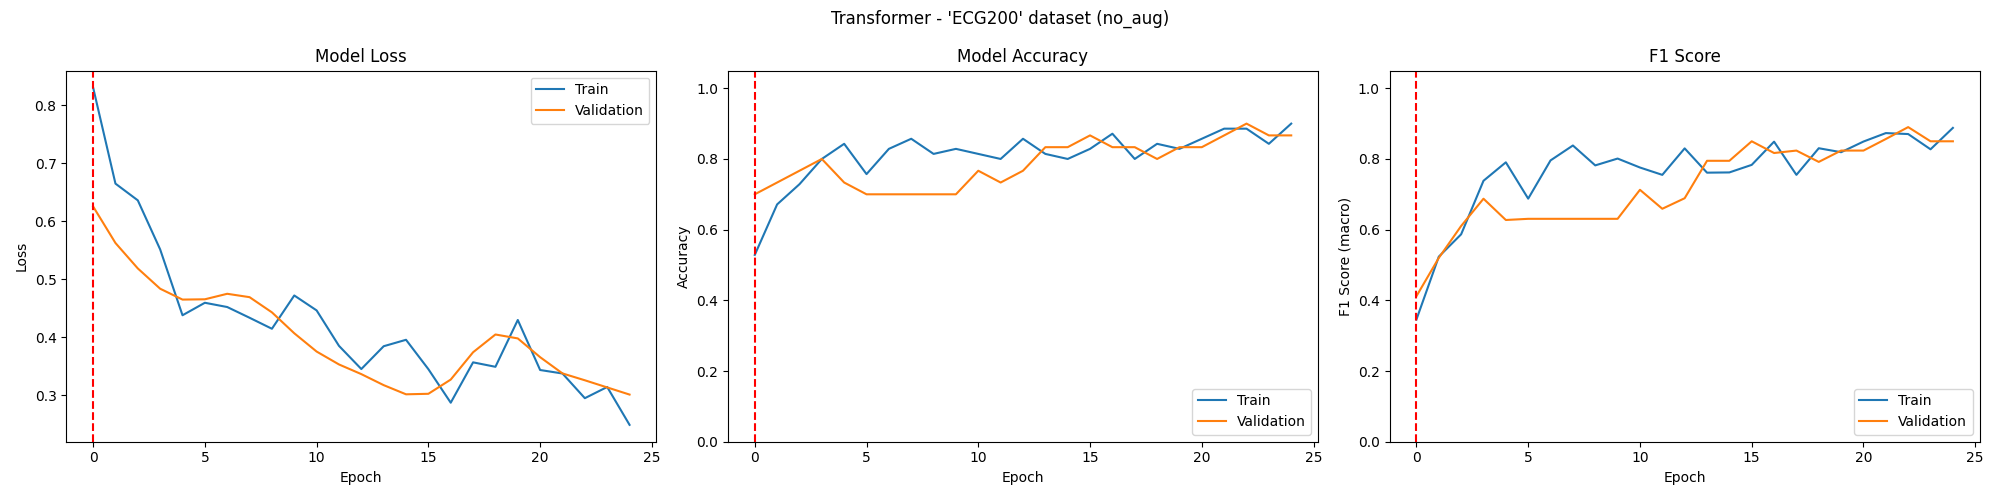 Transformer - 'ECG200' dataset (no_aug)
Model Loss
Train
Validation
0.8
0.7
0.6
0.5
0.4
0.3
Loss
0
5
10
15
20
25
Epoch
Model Accuracy
1.0
0.8
0.6
0.4
0.2
0.0
Accuracy
Train
Validation
0
5
10
15
20
25
Epoch
F1 Score
1.0
0.8
0.6
0.4
0.2
0.0
F1 Score (macro)
Train
Validation
0
5
10
15
20
25
Epoch